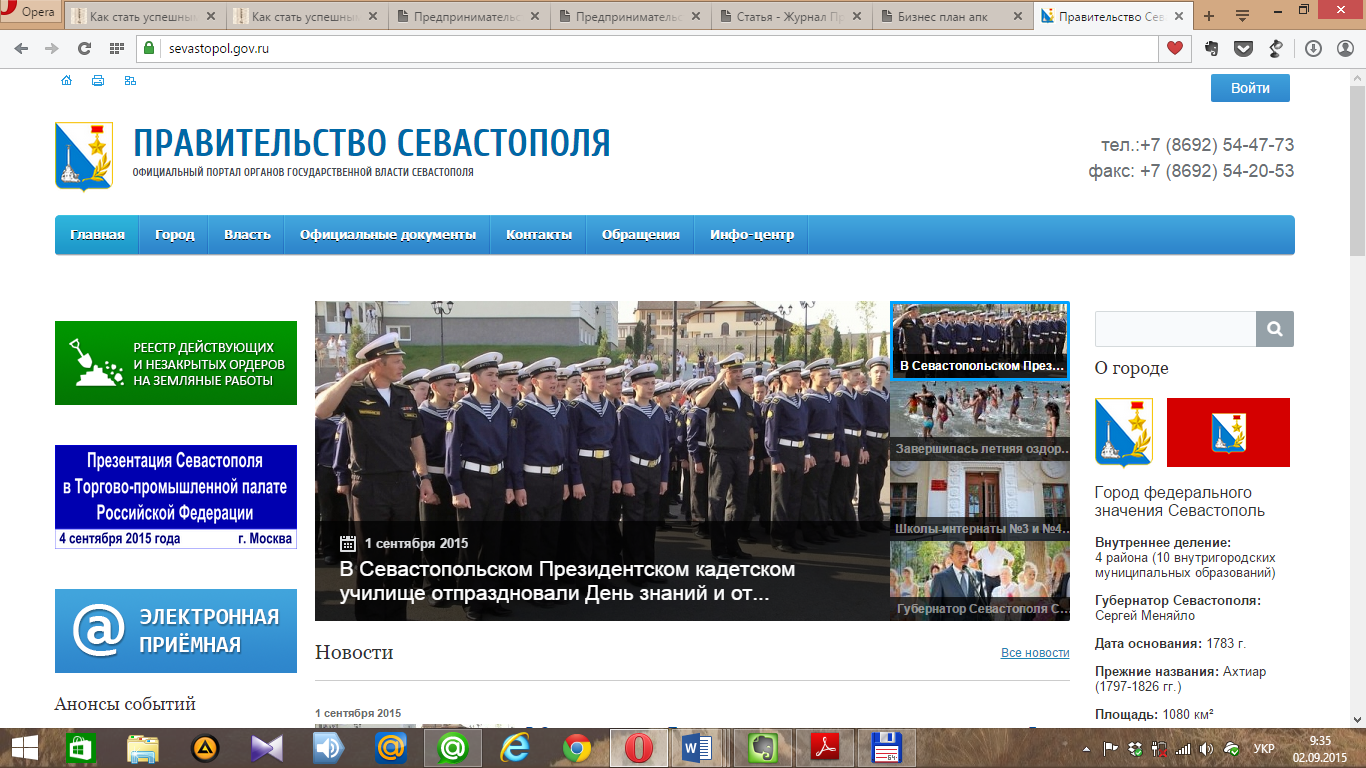 Opera
Как стать успешным
Как стать успешным
Предприниматель
Предприниматель
Статья - Журнал Пр
Бизнес план апк
Правительство Сев
sevastopol.gov.ru
Войти
ПРАВИТЕЛЬСТВО СЕВАСТОПОЛЯ
ОФИЦИАЛЬНЫЙ ПОРТАЛ ОРГАНОВ ГОСУДАРСТВЕННОЙ ВЛАСТИ СЕВАСТОПОЛЯ
тел.:+7 (8692) 54-47-73
факс: +7 (8692) 54-20-53
Главная
Город
Власть
Официальные документы
Контакты
Обращения
Инфо-центр
РЕЕСТР ДЕЙСТВУЮЩИХ
И НЕЗАКРЫТЫХ ОРДЕРОВ
НА ЗЕМЛЯНЫЕ РАБОТЫ
Презентация Севастополя
в Торгово-промышленной палате
Российской Федерации
4 сентября 2015 года г. Москва
@ ЭЛЕКТРОННАЯ
ПРИЁМНАЯ
Анонсы событий
1 сентября 2015
В Севастопольском Президентском кадетском
училище отпраздновали День знаний и от...
В Севастопольском През...
Завершилась летняя оздор...
Школы-интернаты №3 и №4...
Губернатор Севастополя С...
Новости
Все новости
1 сентября 2015
О городе
Город федерального
значения Севастополь
Внутреннее деление:
4 района (10 внутригородских
муниципальных образований)
Губернатор Севастополя:
Сергей Меняйло
Дата основания: 1783 г.
Прежние названия: Ахтиар
(1797-1826 гг.)
Площадь: 1080 км²
УКР
9:35
02.09.2015